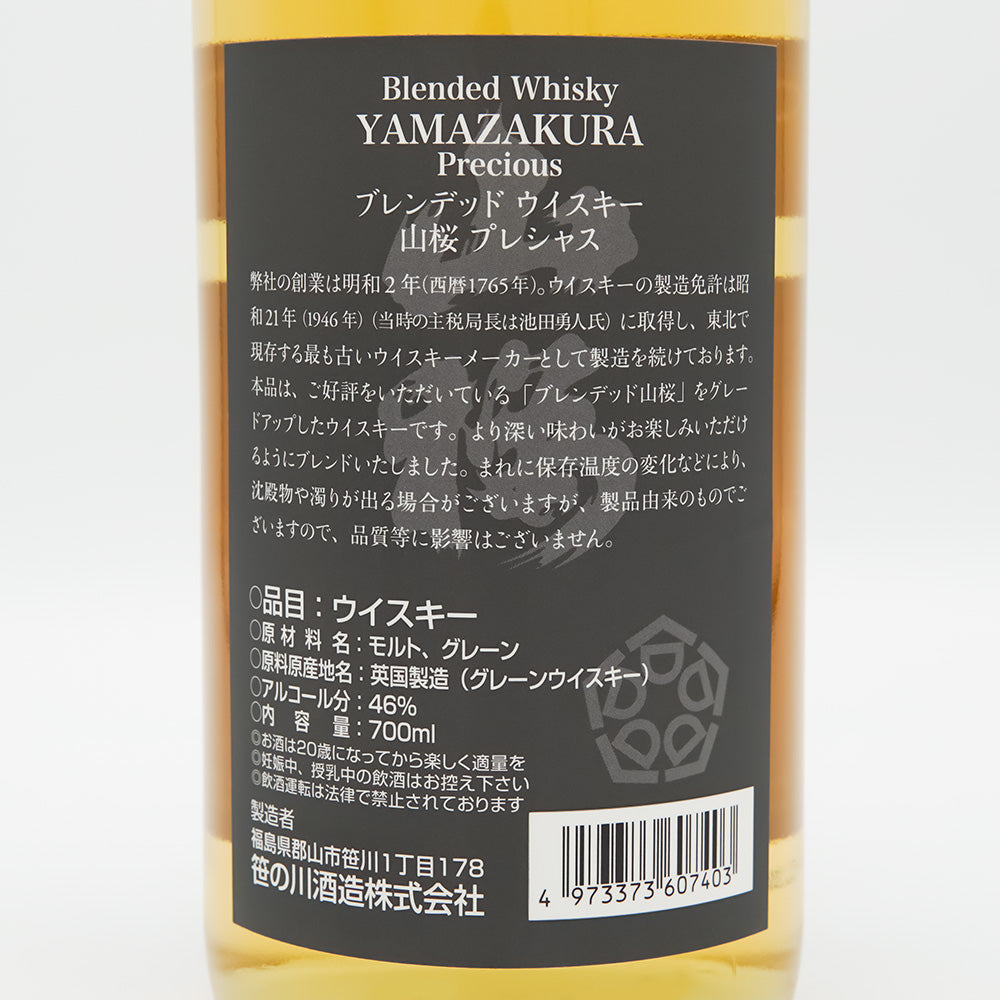 Blended Whisky
YAMAZAKURA
Precious
ブレンデッド ウイスキー
山桜 プレシャス
弊社の創業は明和2年(西暦1765年)。ウイスキーの製造免許は昭
和21年(1946年)(当時の主税局長は池田勇人氏)に取得し、東北で
現存する最も古いウイスキーメーカーとして製造を続けております。
本品は、ご好評をいただいている「ブレンデッド山桜」をグレー
ドアップしたウイスキーです。より深い味わいがお楽しみいただけ
るようにブレンドいたしました。まれに保存温度の変化などにより、
沈殿物や濁りが出る場合がございますが、製品由来のものでご
ざいますので、品質等に影響はございません。
山桜
○品目:ウイスキー
○原材料名:モルト、グレーン
○原料原産地名:英国製造(グレーンウイスキー)
○アルコール分:46%
○内容量:700ml
◎お酒は20歳になってから楽しく適量を
◎妊娠中、授乳中の飲酒はお控え下さい
◎飲酒運転は法律で禁止されております
製造者
福島県郡山市笹川1丁目178
笹の川酒造株式会社
4 973373 607403